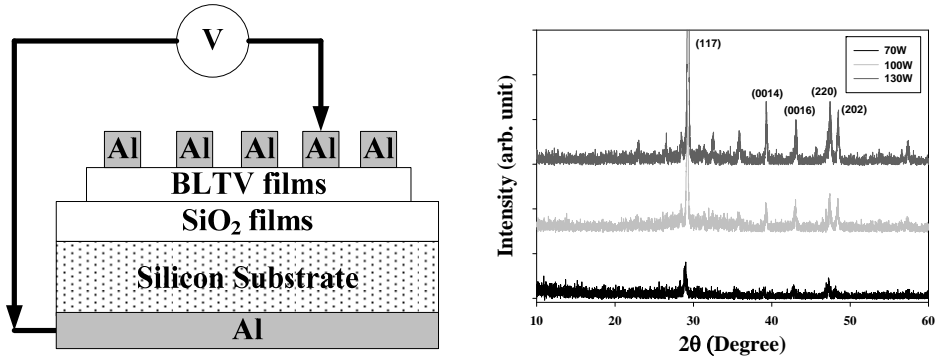 V
Al Al Al Al Al
BLTV films
SiO₂ films
Silicon Substrate
Al
Intensity (arb. unit)
(117)
(0014)
(0016)
(220)
(202)
70W
100W
130W
10 20 30 40 50 60
2θ (Degree)